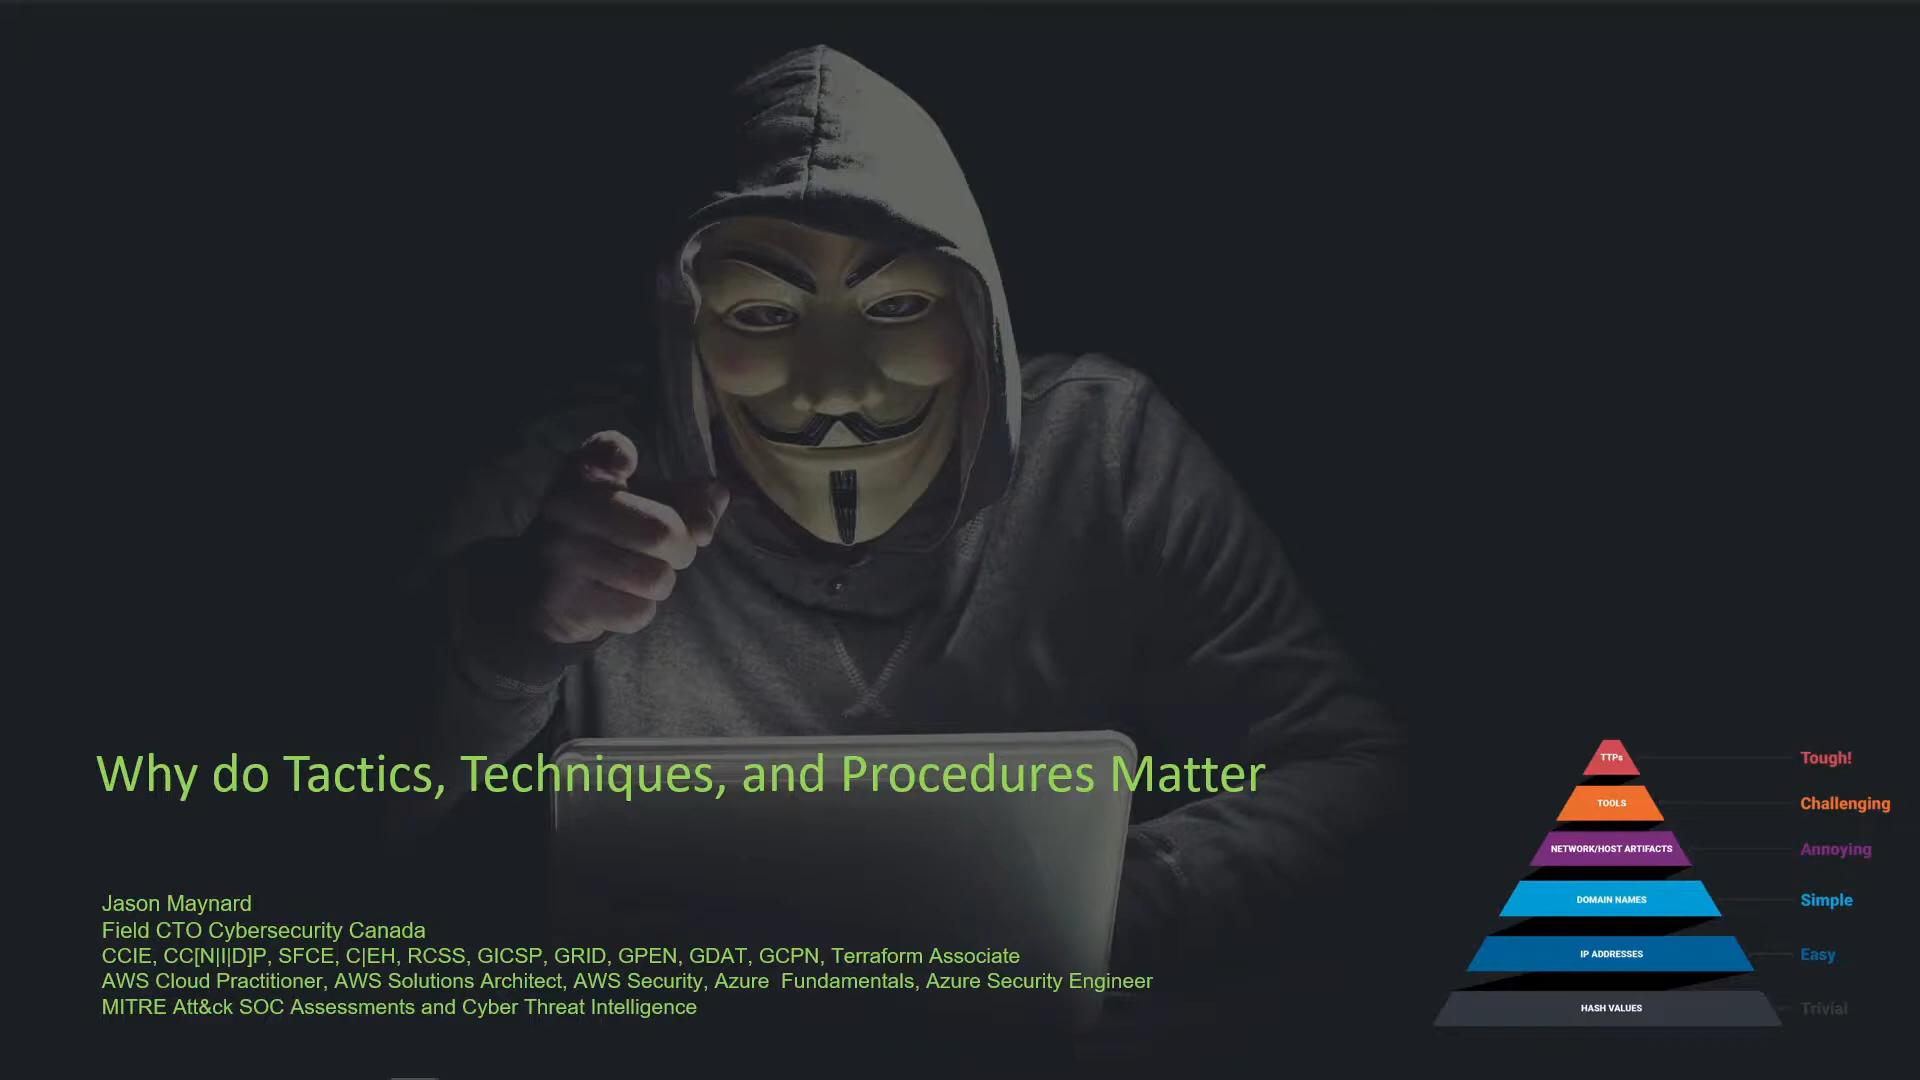 Why do Tactics, Techniques, and Procedures Matter
Jason Maynard
Field CTO Cybersecurity Canada
CCIE, CC[N|I|D]P, SFCE, C|EH, RCSS, GICSP, GRID, GPEN, GDAT, GCPN, Terraform Associate
AWS Cloud Practitioner, AWS Solutions Architect, AWS Security, Azure  Fundamentals, Azure Security Engineer
MITRE Att&ck SOC Assessments and Cyber Threat Intelligence
TTPs Tough!
TOOLS Challenging
NETWORK/HOST ARTIFACTS Annoying
DOMAIN NAMES Simple
IP ADDRESSES Easy
HASH VALUES Trivial